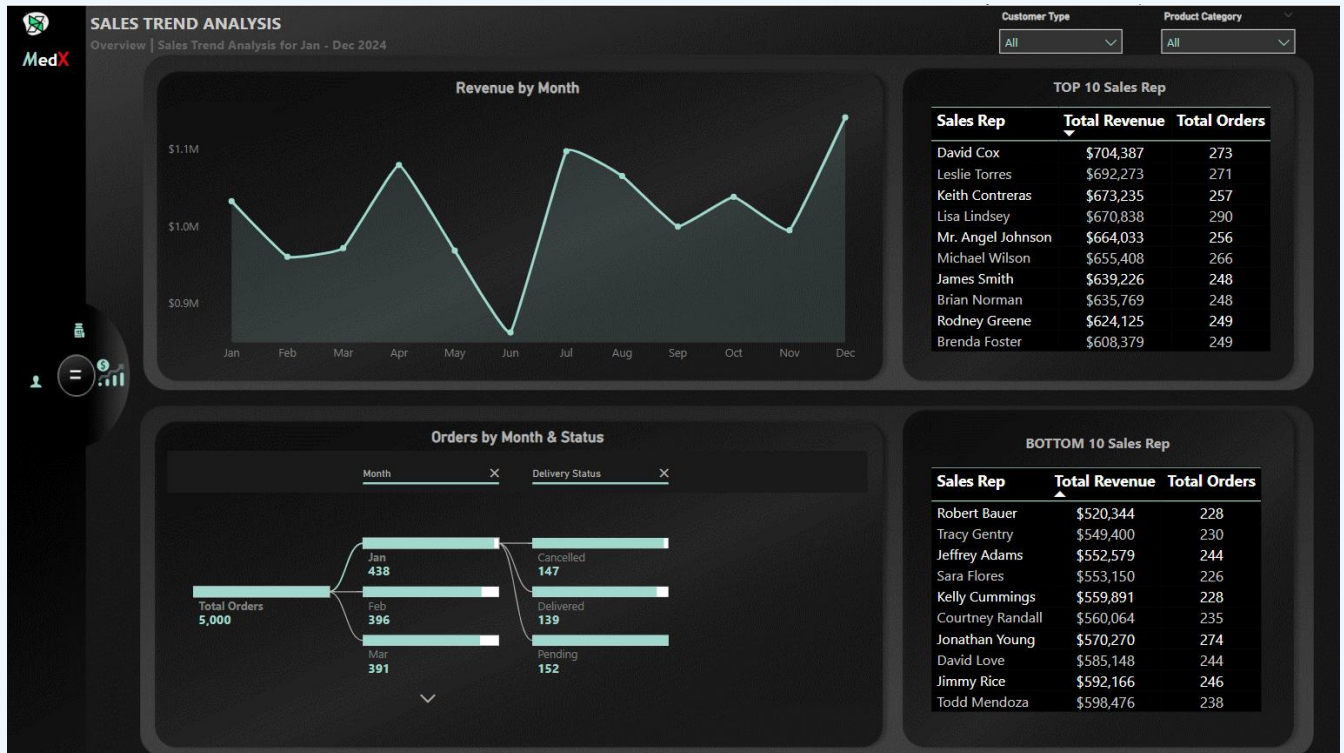 SALES TREND ANALYSIS
Overview | Sales Trend Analysis for Jan - Dec 2024
MedX
Customer Type
All
Product Category
All
Revenue by Month
$1.1M
$1.0M
$0.9M
Jan Feb Mar Apr May Jun Jul Aug Sep Oct Nov Dec
TOP 10 Sales Rep
Sales Rep Total Revenue Total Orders
David Cox $704,387 273
Leslie Torres $692,273 271
Keith Contreras $673,235 257
Lisa Lindsey $670,838 290
Mr. Angel Johnson $664,033 256
Michael Wilson $655,408 266
James Smith $639,226 248
Brian Norman $635,769 248
Rodney Greene $624,125 249
Brenda Foster $608,379 249
Orders by Month & Status
Month Delivery Status
Total Orders
5,000
Jan
438
Feb
396
Mar
391
Cancelled
147
Delivered
139
Pending
152
BOTTOM 10 Sales Rep
Sales Rep Total Revenue Total Orders
Robert Bauer $520,344 228
Tracy Gentry $549,400 230
Jeffrey Adams $552,579 244
Sara Flores $553,150 226
Kelly Cummings $559,891 228
Courtney Randall $560,064 235
Jonathan Young $570,270 274
David Love $585,148 244
Jimmy Rice $592,166 246
Todd Mendoza $598,476 238